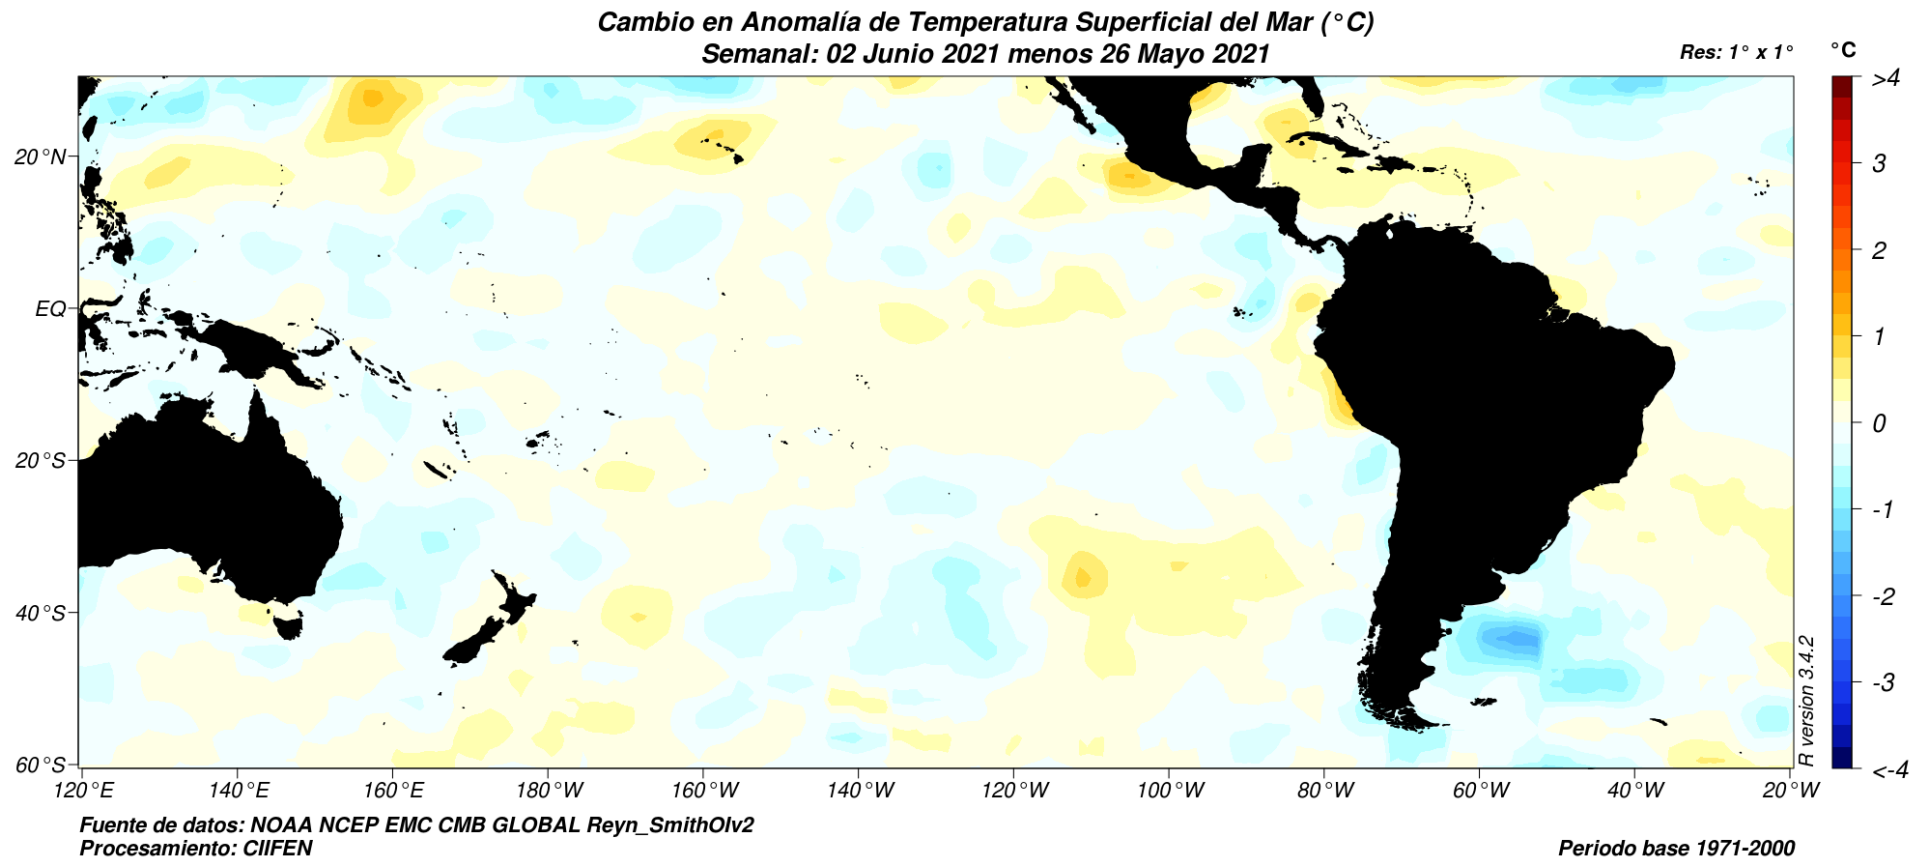 Cambio en Anomalía de Temperatura Superficial del Mar (°C)
Semanal: 02 Junio 2021 menos 26 Mayo 2021
Res: 1° x 1°
°C
>4
3
2
1
0
-1
-2
-3
<-4
20°N
EQ
20°S
40°S
60°S
120°E 140°E 160°E 180°W 160°W 140°W 120°W 100°W 80°W 60°W 40°W 20°W
R version 3.4.2
Fuente de datos: NOAA NCEP EMC CMB GLOBAL Reyn_SmithOIv2
Procesamiento: CIIFEN
Periodo base 1971-2000